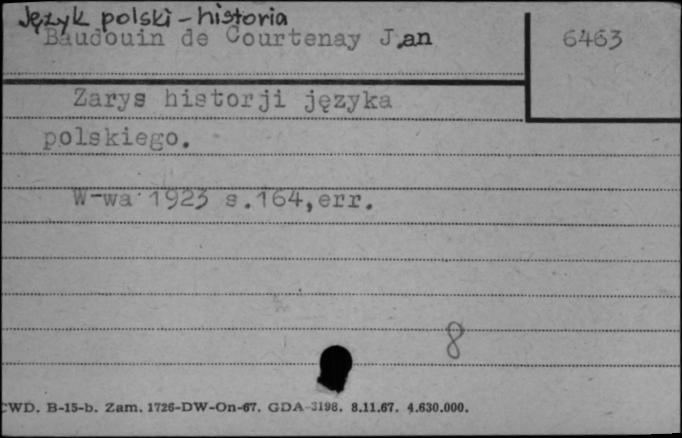 Język polski - historia
Baudouin de Courtenay Jan
6463
Zarys historji języka
polskiego.
W-wa 1923 s.164,err.
8
CWD. B-15-b. Zam. 1726-DW-On-67. GDA-3198. 8.11.67. 4.630.000.